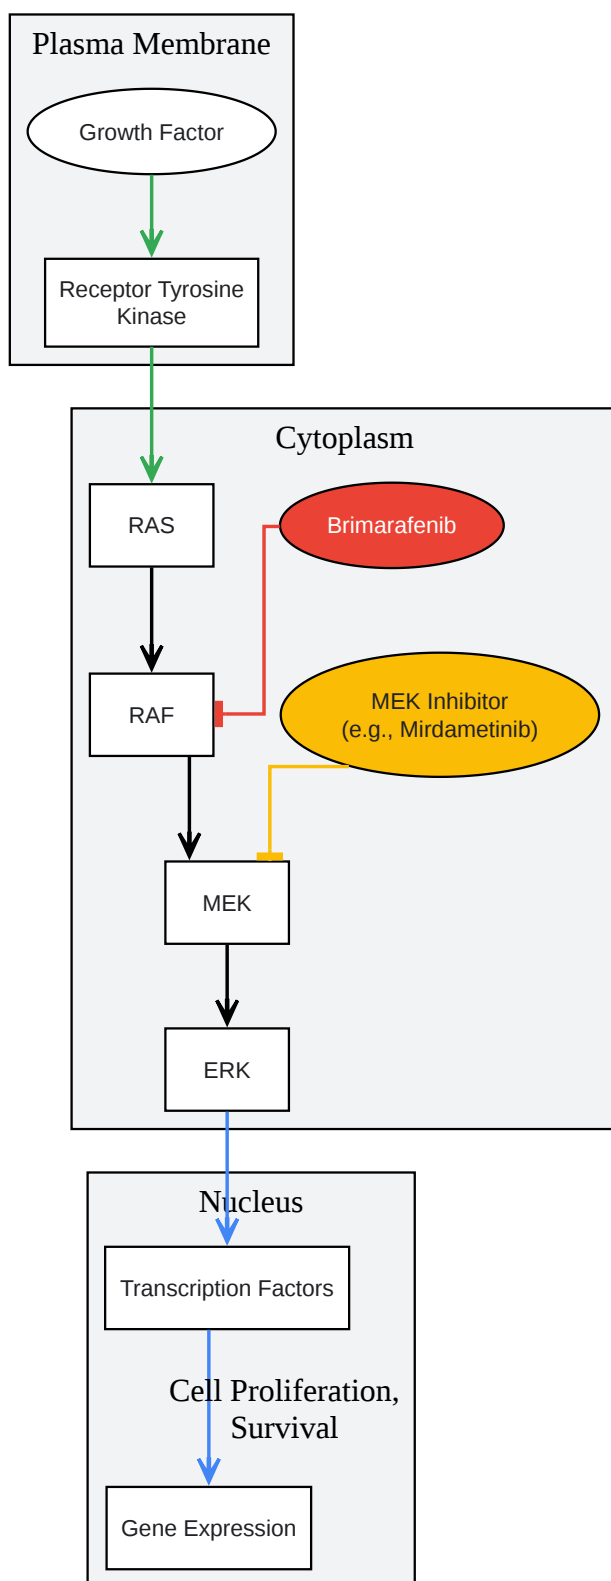 Plasma Membrane
Growth Factor
Receptor Tyrosine
Kinase
Cytoplasm
RAS
Brimarafenib
RAF
MEK Inhibitor
(e.g., Mirdametinib)
MEK
ERK
Nucleus
Transcription Factors
Cell Proliferation,
Survival
Gene Expression